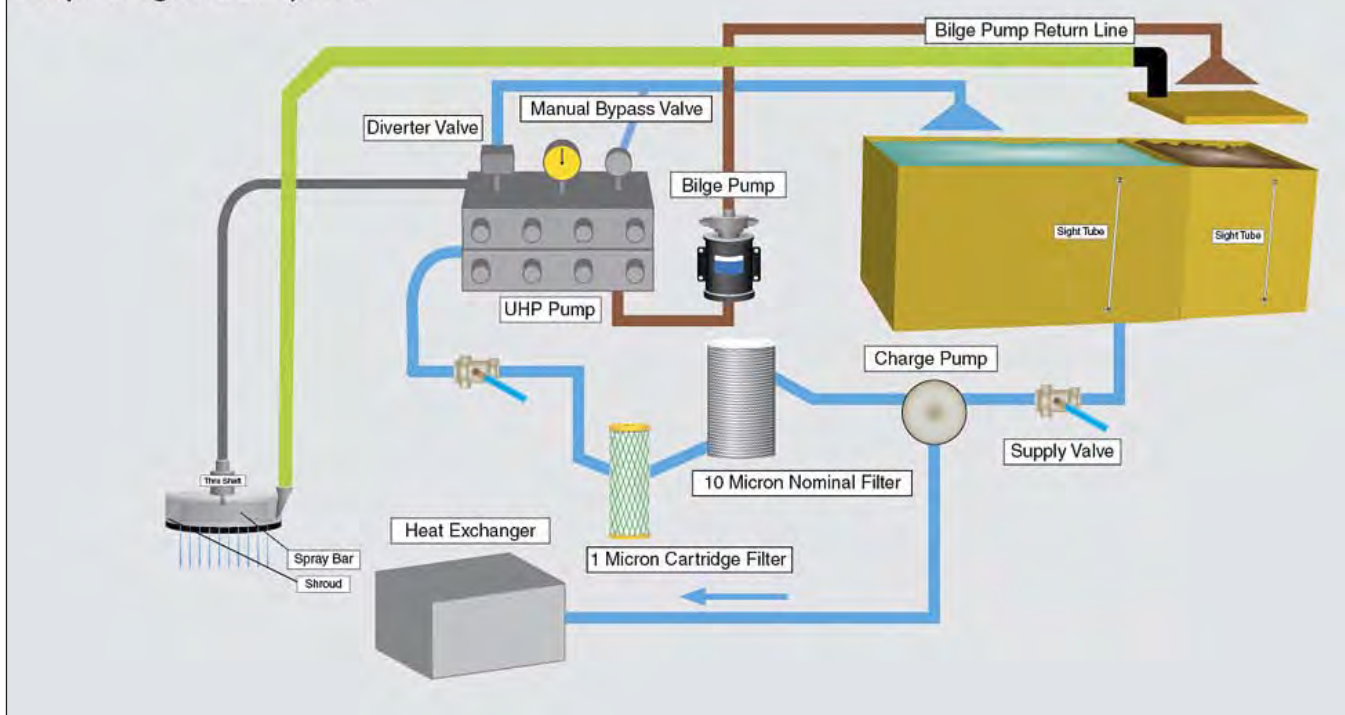 Bilge Pump Return Line
Manual Bypass Valve
Diverter Valve
Bilge Pump
Sight Tube
Sight Tube
UHP Pump
Charge Pump
Supply Valve
10 Micron Nominal Filter
Thru Shaft
Heat Exchanger
1 Micron Cartridge Filter
Spray Bar
Shroud